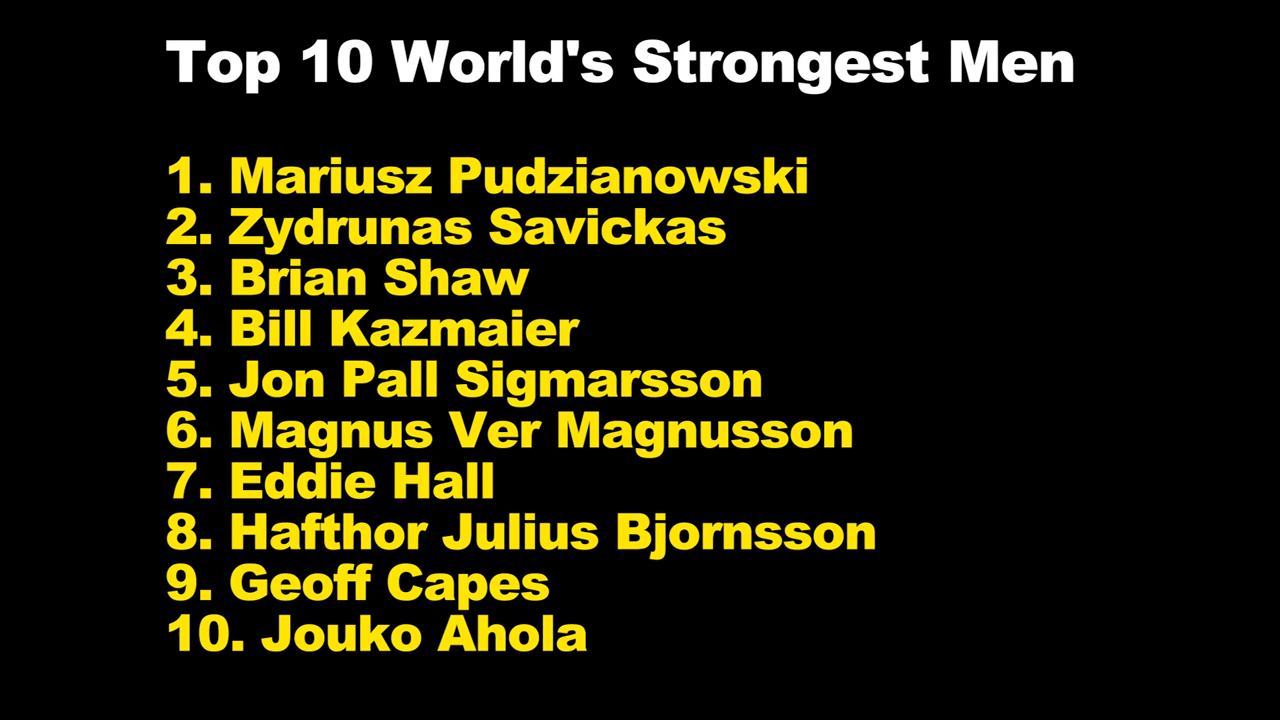 Top 10 World's Strongest Men
1. Mariusz Pudzianowski
2. Zydrunas Savickas
3. Brian Shaw
4. Bill Kazmaier
5. Jon Pall Sigmarsson
6. Magnus Ver Magnusson
7. Eddie Hall
8. Hafthor Julius Bjornsson
9. Geoff Capes
10. Jouko Ahola